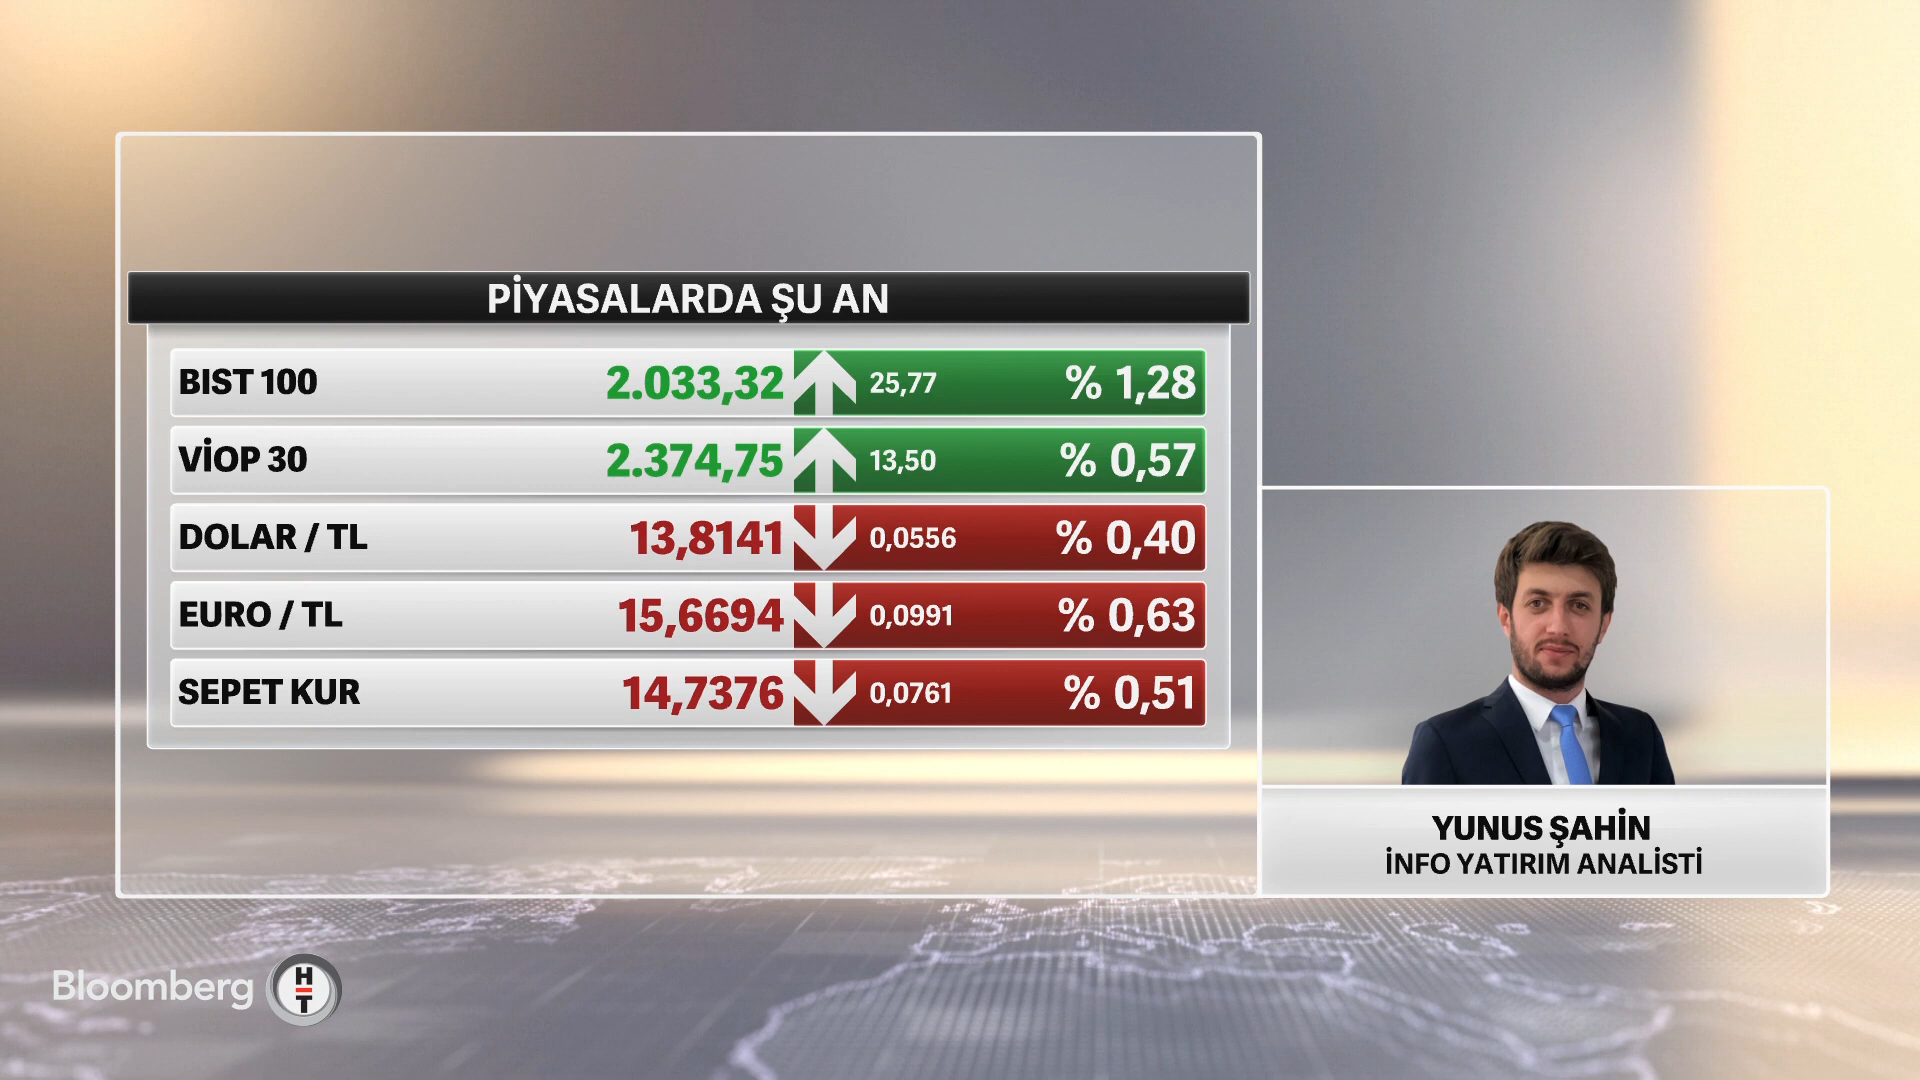 PİYASALARDA ŞU AN
BIST 100 2.033,32 25,77 % 1,28
VİOP 30 2.374,75 13,50 % 0,57
DOLAR / TL 13,8141 0,0556 % 0,40
EURO / TL 15,6694 0,0991 % 0,63
SEPET KUR 14,7376 0,0761 % 0,51
YUNUS ŞAHİN
İNFO YATIRIM ANALİSTİ
Bloomberg HT